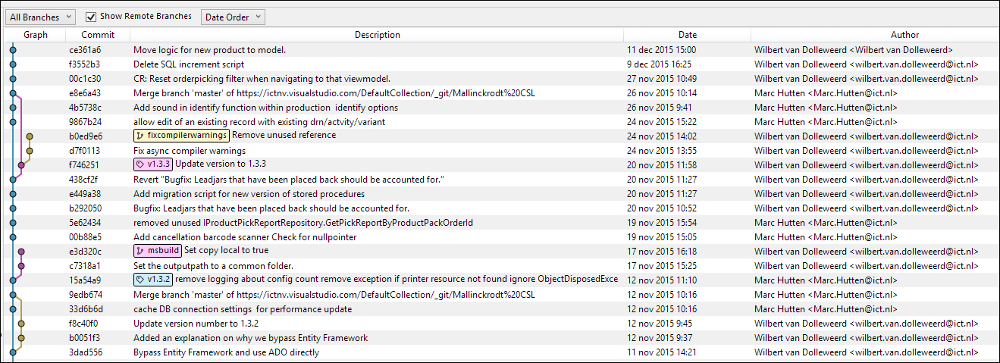 All Branches Show Remote Branches Date Order
Graph Commit Description Date Author
ce361a6 Move logic for new product to model. 11 dec 2015 15:00 Wilbert van Dolleweerd <Wilbert van Dolleweerd>
f3552b3 Delete SQL increment script 9 dec 2015 16:25 Wilbert van Dolleweerd <wilbert.van.dolleweerd@ict.nl>
00c1c30 CR: Reset orderpicking filter when navigating to that viewmodel. 27 nov 2015 10:49 Wilbert van Dolleweerd <wilbert.van.dolleweerd@ict.nl>
e8e6a43 Merge branch 'master' of https://ictnv.visualstudio.com/DefaultCollection/_git/Mallinckrodt%20CSL 26 nov 2015 10:14 Marc Hutten <Marc.Hutten@ict.nl>
4b5738c Add sound in identify function within production identify options 26 nov 2015 9:41 Marc Hutten <Marc.Hutten@ict.nl>
9867b24 allow edit of an existing record with existing drn/actvity/variant 24 nov 2015 15:22 Marc Hutten <Marc.Hutten@ict.nl>
b0ed9e6 fixcompilerwarnings Remove unused reference 24 nov 2015 14:02 Wilbert van Dolleweerd <wilbert.van.dolleweerd@ict.nl>
d7f0113 Fix async compiler warnings 24 nov 2015 13:55 Wilbert van Dolleweerd <wilbert.van.dolleweerd@ict.nl>
f746251 v1.3.3 Update version to 1.3.3 20 nov 2015 11:58 Wilbert van Dolleweerd <wilbert.van.dolleweerd@ict.nl>
438cf2f Revert "Bugfix: Leadjars that have been placed back should be accounted for." 20 nov 2015 11:27 Wilbert van Dolleweerd <wilbert.van.dolleweerd@ict.nl>
e449a38 Add migration script for new version of stored procedures 20 nov 2015 11:27 Wilbert van Dolleweerd <wilbert.van.dolleweerd@ict.nl>
b292050 Bugfix: Leadjars that have been placed back should be accounted for. 20 nov 2015 10:52 Wilbert van Dolleweerd <wilbert.van.dolleweerd@ict.nl>
5e62434 removed unused IProductPickReportRepository.GetPickReportByProductPackOrderId 19 nov 2015 15:54 Marc Hutten <Marc.Hutten@ict.nl>
00b88e5 Add cancellation barcode scanner Check for nullpointer 19 nov 2015 15:05 Marc Hutten <Marc.Hutten@ict.nl>
e3d320c msbuild Set copy local to true 17 nov 2015 16:18 Wilbert van Dolleweerd <wilbert.van.dolleweerd@ict.nl>
c7318a1 Set the outputpath to a common folder. 17 nov 2015 15:25 Wilbert van Dolleweerd <wilbert.van.dolleweerd@ict.nl>
15a54a9 v1.3.2 remove logging about config count remove exception if printer resource not found ignore ObjectDisposedExce 12 nov 2015 11:10 Marc Hutten <Marc.Hutten@ict.nl>
9edb674 Merge branch 'master' of https://ictnv.visualstudio.com/DefaultCollection/_git/Mallinckrodt%20CSL 12 nov 2015 10:16 Marc Hutten <Marc.Hutten@ict.nl>
33d6b6d cache DB connection settings for performance update 12 nov 2015 10:16 Marc Hutten <Marc.Hutten@ict.nl>
f8c40f0 Update version number to 1.3.2 12 nov 2015 9:45 Wilbert van Dolleweerd <wilbert.van.dolleweerd@ict.nl>
b0051f3 Added an explanation on why we bypass Entity Framework 12 nov 2015 9:37 Wilbert van Dolleweerd <wilbert.van.dolleweerd@ict.nl>
3dad556 Bypass Entity Framework and use ADO directly 11 nov 2015 14:21 Wilbert van Dolleweerd <wilbert.van.dolleweerd@ict.nl>